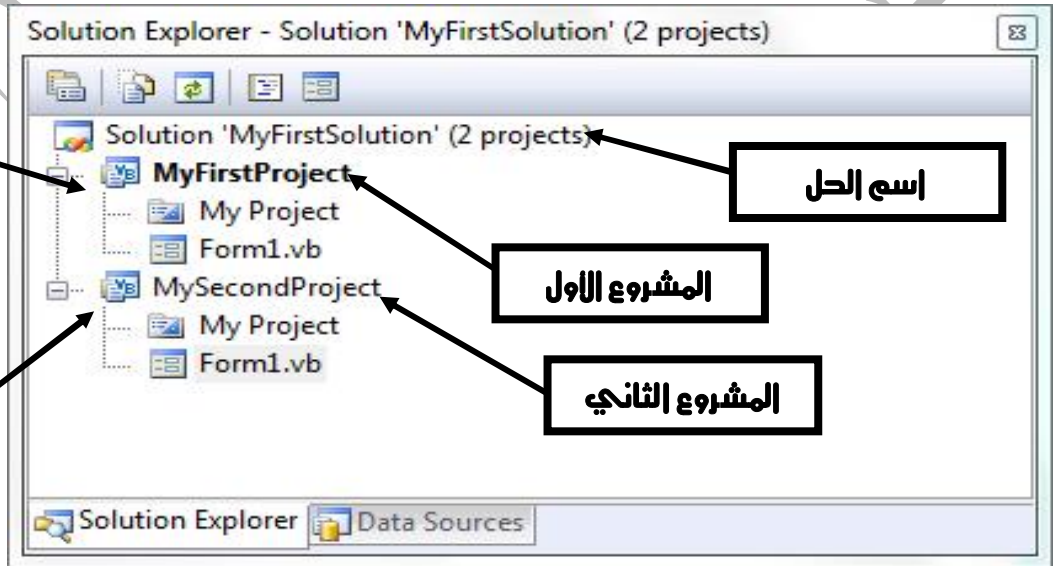 Solution Explorer - Solution 'MyFirstSolution' (2 projects)
Solution 'MyFirstSolution' (2 projects)
MyFirstProject
My Project
Form1.vb
MySecondProject
My Project
Form1.vb
اسم الحل
المشروع الأول
المشروع الثاني
Solution Explorer
Data Sources